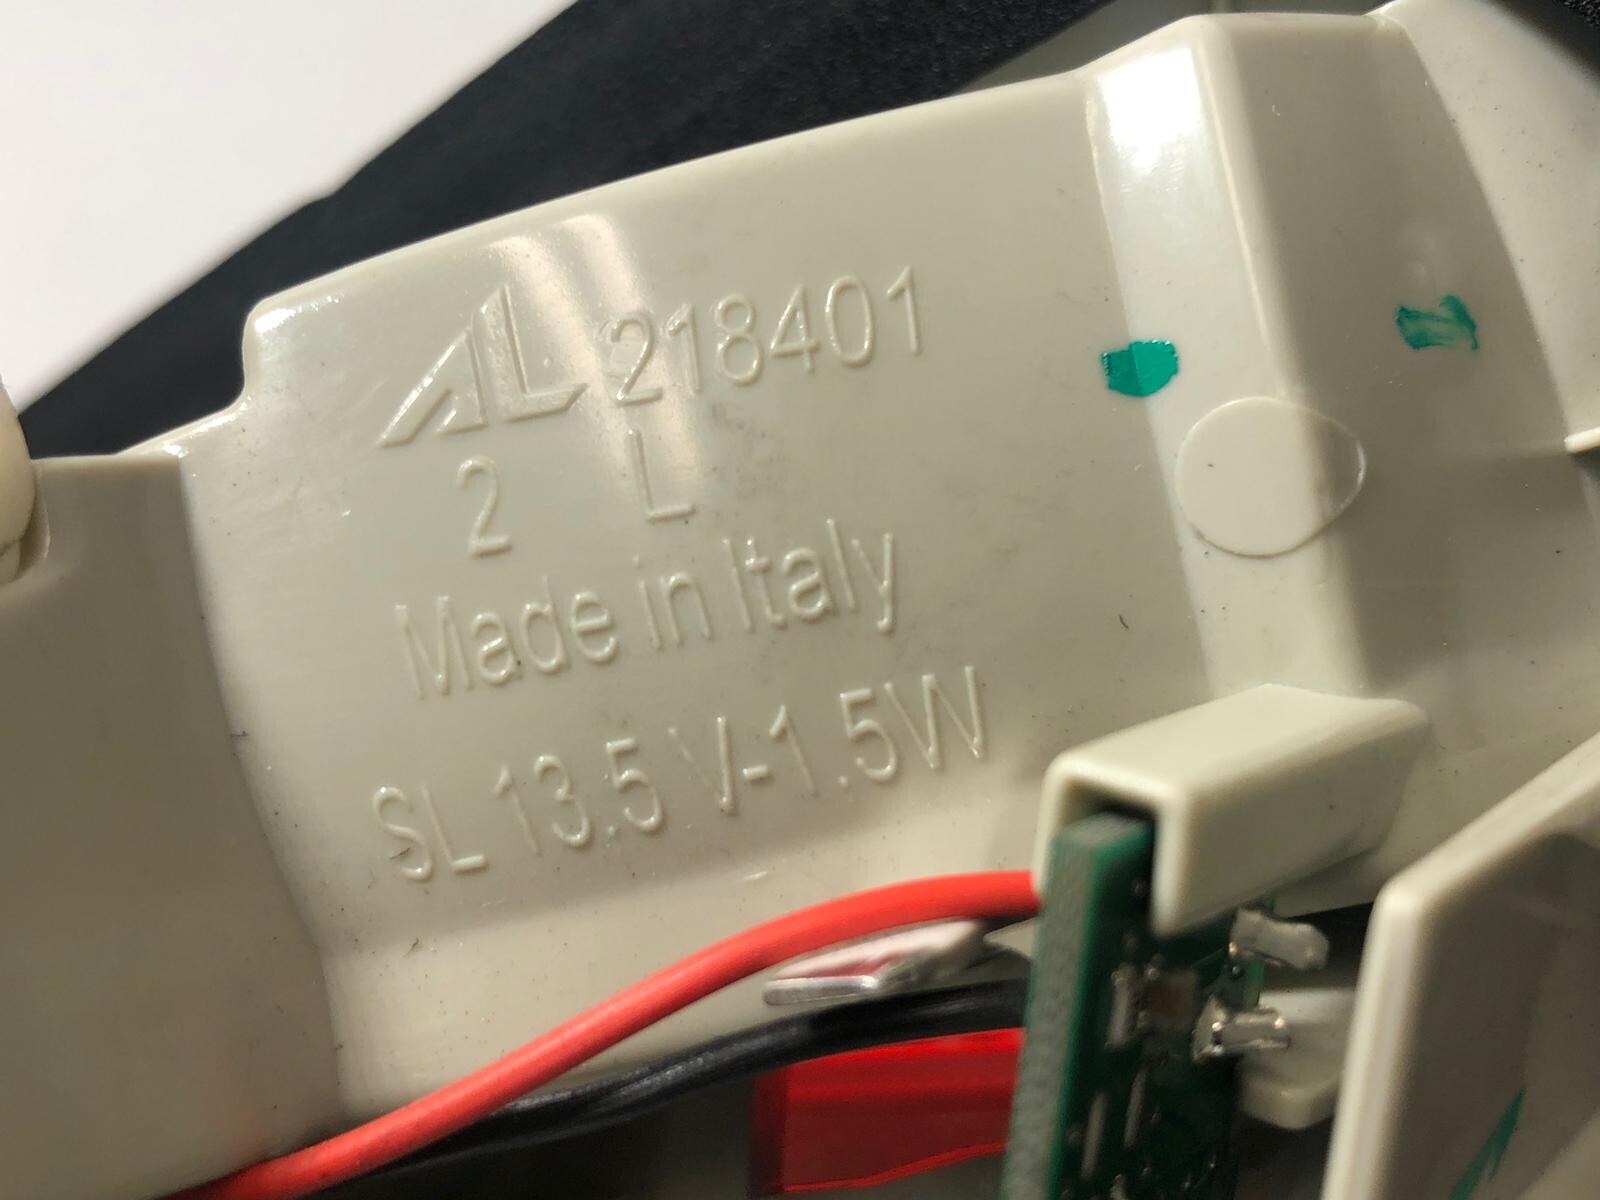 AL 218401
2 L
Made in Italy
SL 13.5 V-1.5W